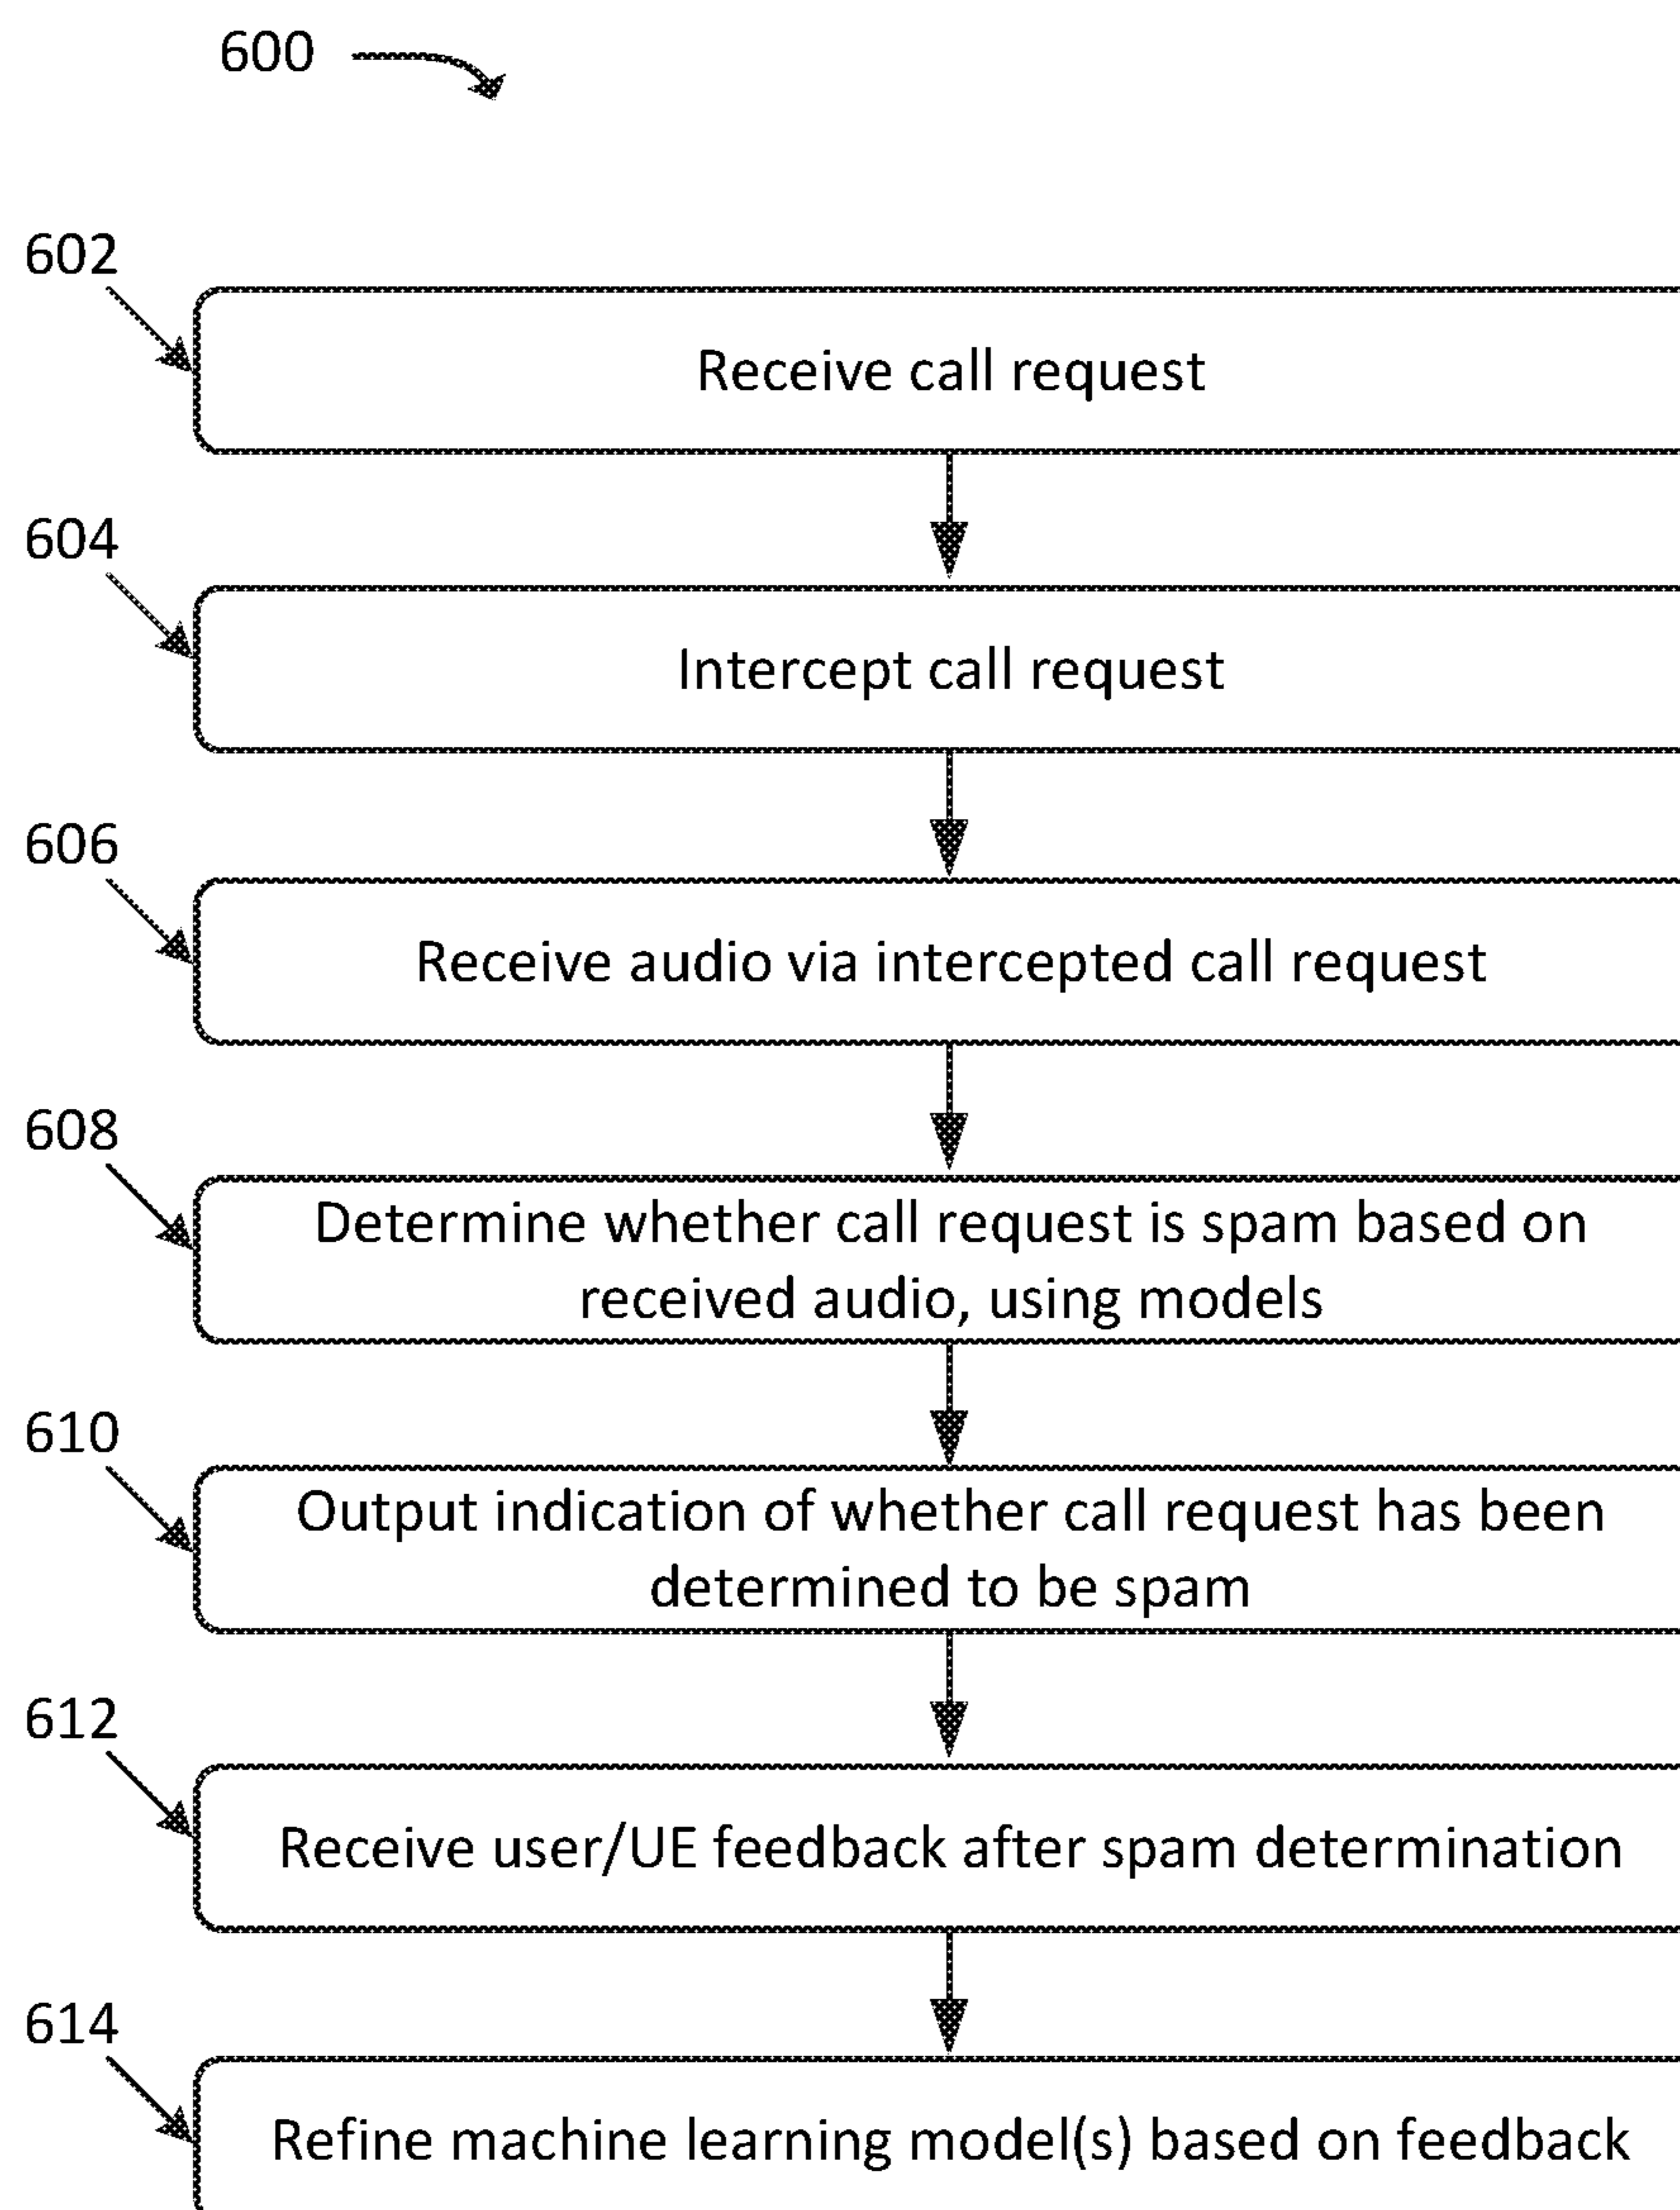 600
602
Receive call request
604
Intercept call request
606
Receive audio via intercepted call request
608
Determine whether call request is spam based on
received audio, using models
610
Output indication of whether call request has been
determined to be spam
612
Receive user/UE feedback after spam determination
614
Refine machine learning model(s) based on feedback